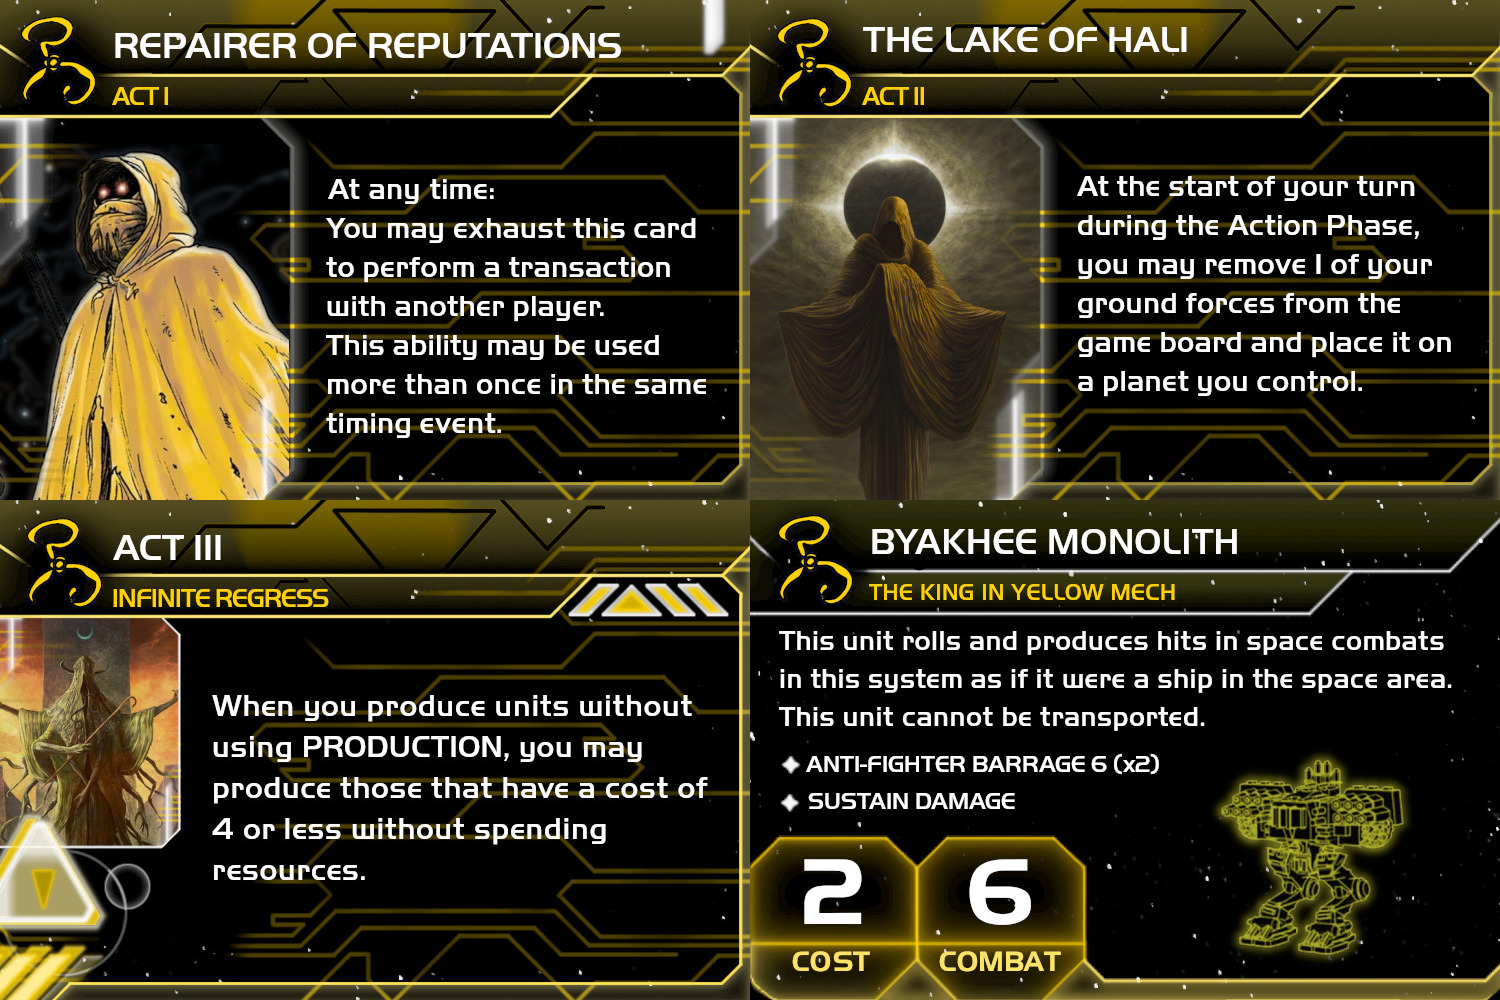 REPAIRER OF REPUTATIONS
ACT I
At any time:
You may exhaust this card
to perform a transaction
with another player.
This ability may be used
more than once in the same
timing event.
THE LAKE OF HALI
ACT II
At the start of your turn
during the Action Phase,
you may remove 1 of your
ground forces from the
game board and place it on
a planet you control.
ACT III
INFINITE REGRESS
When you produce units without
using PRODUCTION, you may
produce those that have a cost of
4 or less without spending
resources.
BYAKHEE MONOLITH
THE KING IN YELLOW MECH
This unit rolls and produces hits in space combats
in this system as if it were a ship in the space area.
This unit cannot be transported.
ANTI-FIGHTER BARRAGE 6 (x2)
SUSTAIN DAMAGE
2 6
COST COMBAT